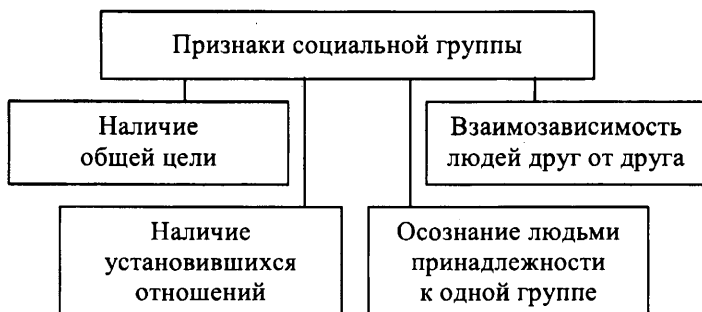 Признаки социальной группы
Наличие
общей цели
Взаимозависимость
людей друг от друга
Наличие
установившихся
отношений
Осознание людьми
принадлежности
к одной группе